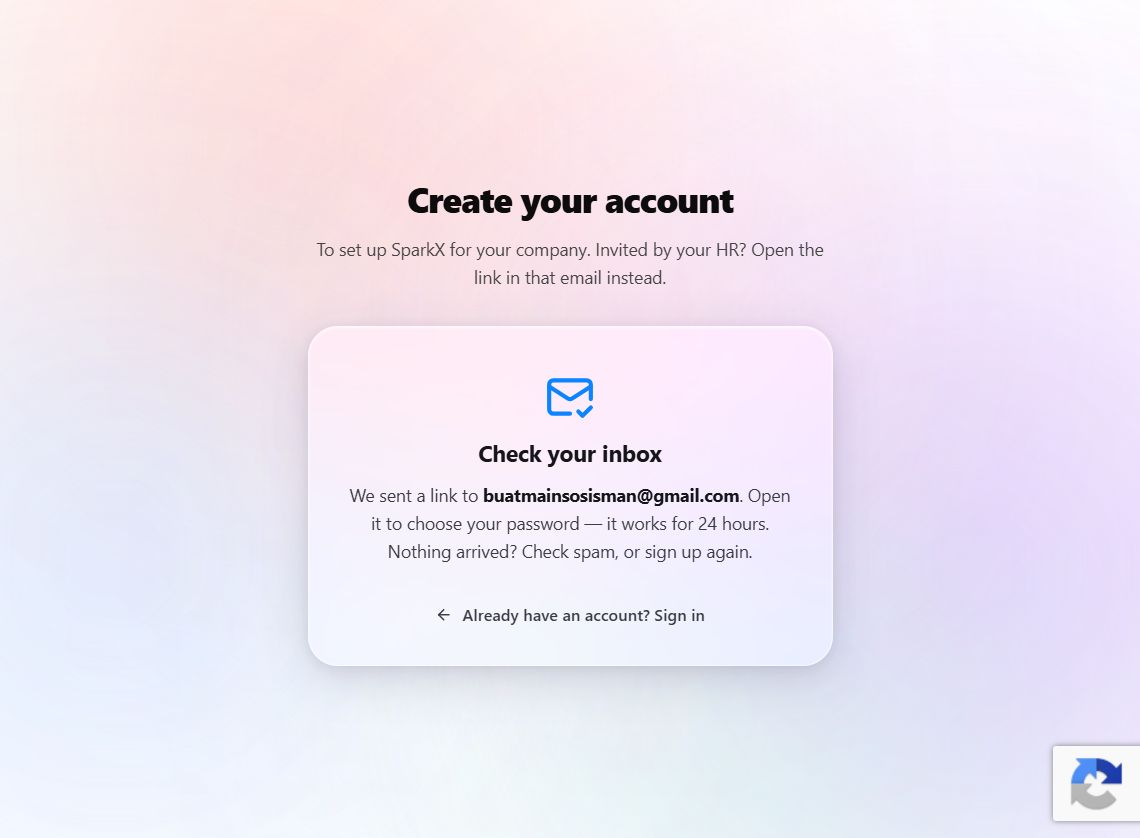 Create your account
To set up SparkX for your company. Invited by your HR? Open the
link in that email instead.
Check your inbox
We sent a link to buatmainsosisman@gmail.com. Open
it to choose your password — it works for 24 hours.
Nothing arrived? Check spam, or sign up again.
← Already have an account? Sign in